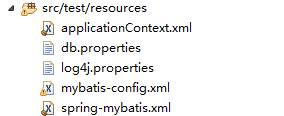 src/test/resources
applicationContext.xml
db.properties
log4j.properties
mybatis-config.xml
spring-mybatis.xml